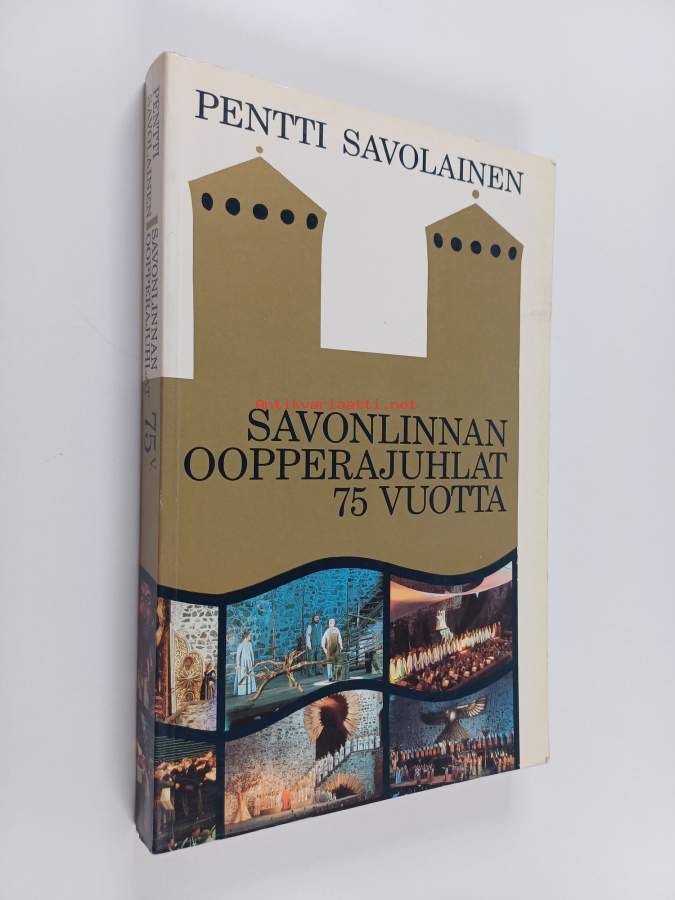 PENTTI SAVOLAINEN
SAVONLINNAN
OOPPERAJUHLAT
75 VUOTTA
PENTTI
SAVOLAINEN
SAVONLINNAN
OOPPERAJUHLAT
75 V
Antikvariaatti.net